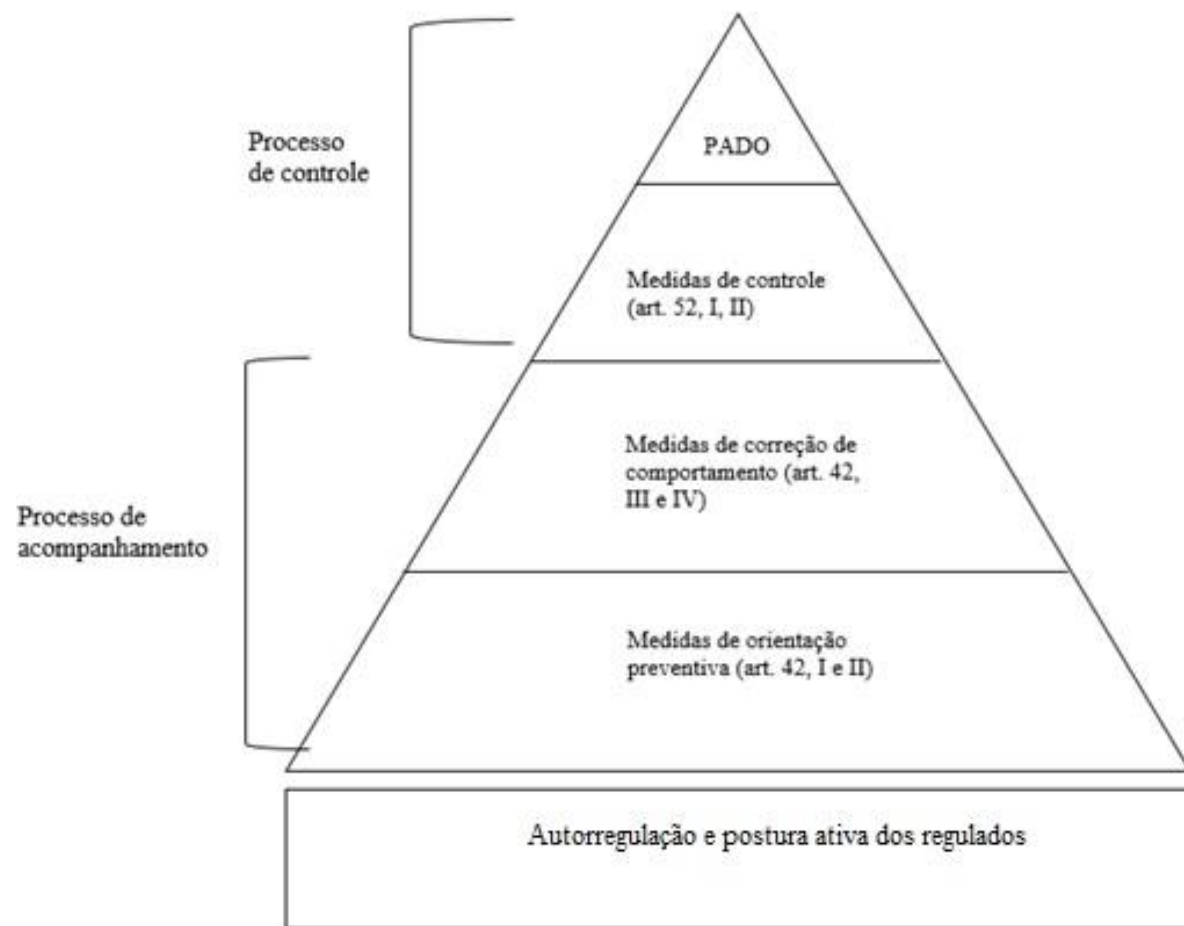 PADO
Processo
de controle
Medidas de controle
(art. 52, I, II)
Medidas de correção de
comportamento (art. 42,
III e IV)
Processo de
acompanhamento
Medidas de orientação
preventiva (art. 42, I e II)
Autorregulação e postura ativa dos regulados